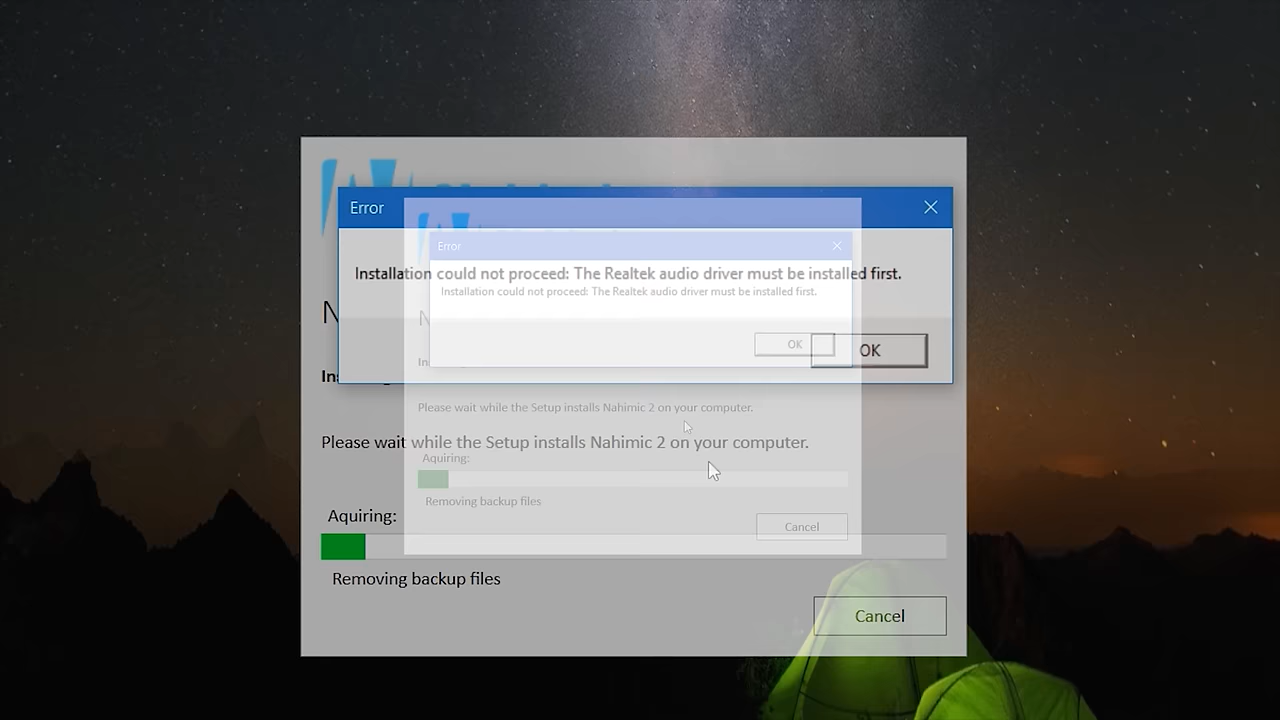 Error
Error
Installation could not proceed: The Realtek audio driver must be installed first.
Installation could not proceed: The Realtek audio driver must be installed first.
OK
OK
Please wait while the Setup installs Nahimic 2 on your computer.
Please wait while the Setup installs Nahimic 2 on your computer.
Aquiring:
Removing backup files
Aquiring:
Cancel
Removing backup files
Cancel